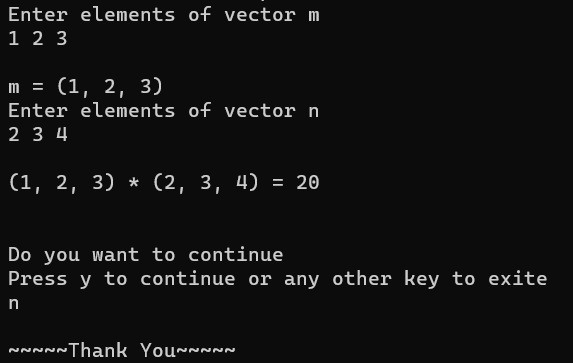 Enter elements of vector m
1 2 3
m = (1, 2, 3)
Enter elements of vector n
2 3 4
(1, 2, 3) * (2, 3, 4) = 20
Do you want to continue
Press y to continue or any other key to exite
n
~~~~~Thank You~~~~~